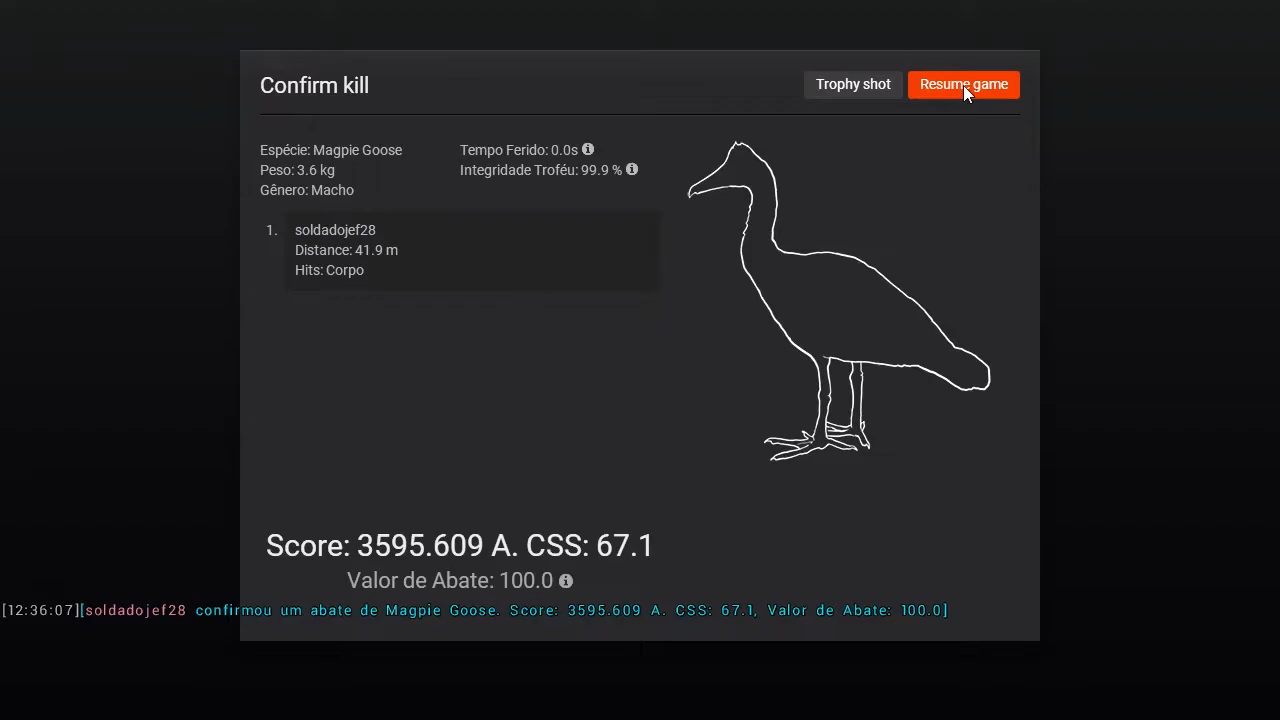 Confirm kill
Trophy shot
Resume game
Espécie: Magpie Goose
Peso: 3.6 kg
Gênero: Macho
Tempo Ferido: 0.0s
Integridade Troféu: 99.9 %
1. soldadojef28
Distance: 41.9 m
Hits: Corpo
Score: 3595.609 A. CSS: 67.1
Valor de Abate: 100.0
[12:36:07][soldadojef28 confirmou um abate de Magpie Goose. Score: 3595.609 A. CSS: 67.1, Valor de Abate: 100.0]